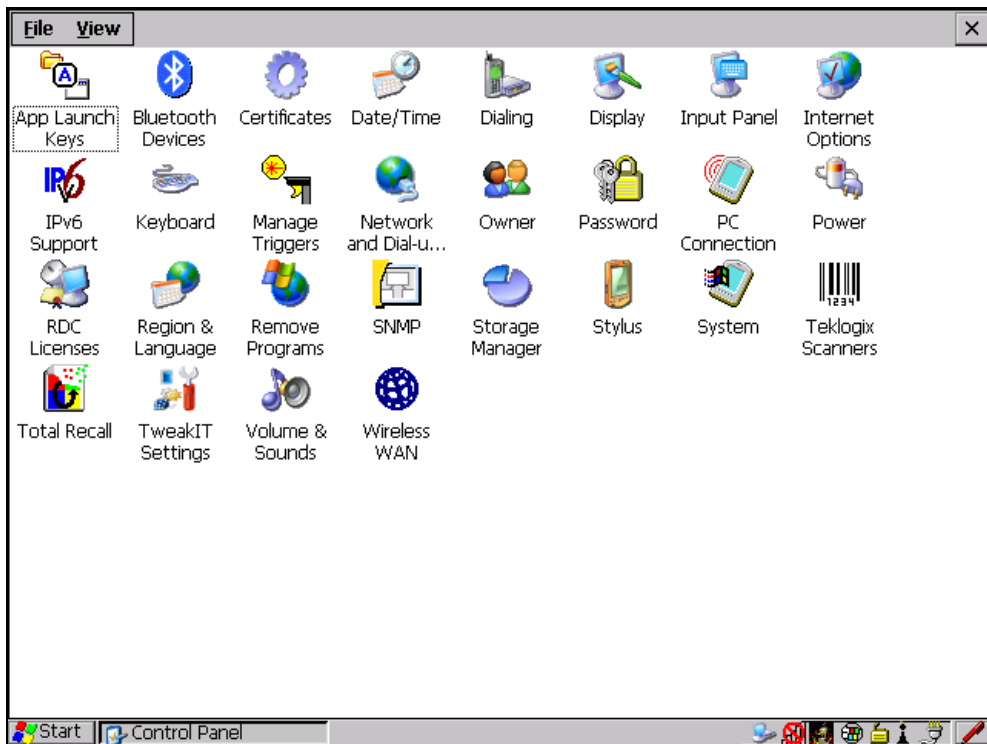 File View
App Launch Keys
Bluetooth Devices
Certificates
Date/Time
Dialing
Display
Input Panel
Internet Options
IPv6 Support
Keyboard
Manage Triggers
Network and Dial-u...
Owner
Password
PC Connection
Power
RDC Licenses
Region & Language
Remove Programs
SNMP
Storage Manager
Stylus
System
1234
Teklogix Scanners
Total Recall
TweakIT Settings
Volume & Sounds
Wireless WAN
Start
Control Panel